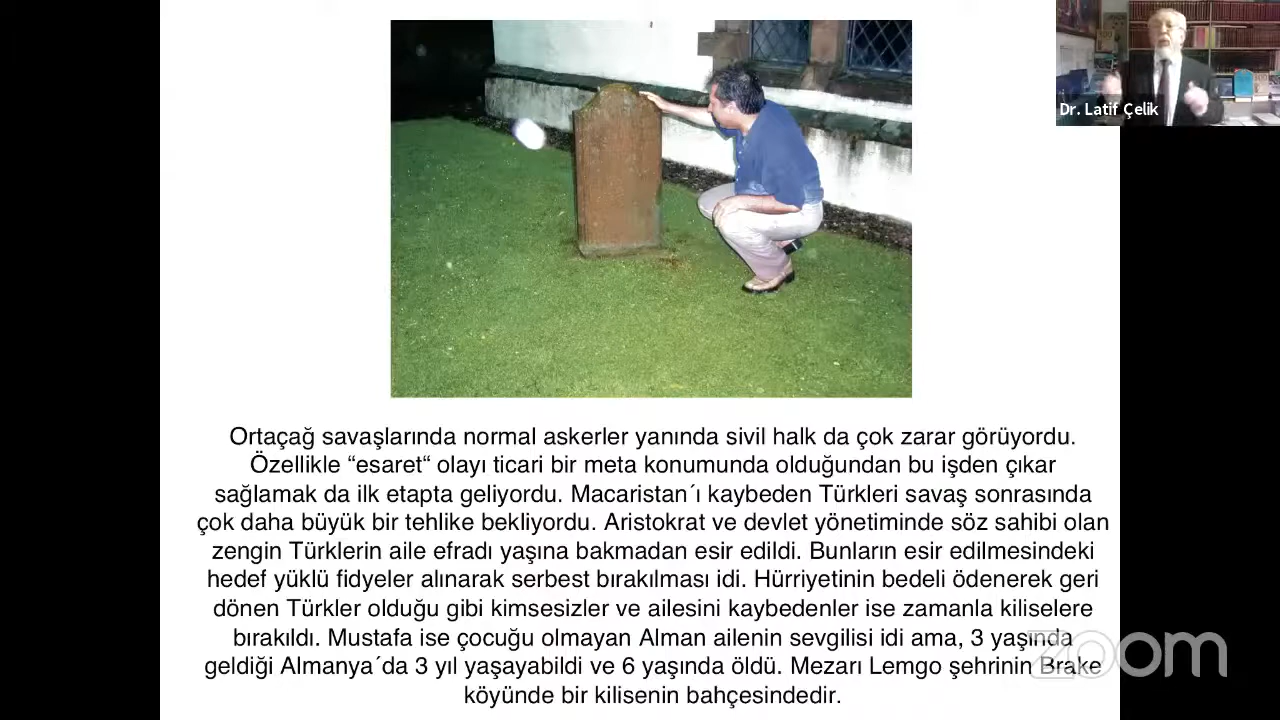 Dr. Latif Çelik
Ortaçağ savaşlarında normal askerler yanında sivil halk da çok zarar görüyordu.
Özellikle “esaret“ olayı ticari bir meta konumunda olduğundan bu işden çıkar
sağlamak da ilk etapta geliyordu. Macaristan´ı kaybeden Türkleri savaş sonrasında
çok daha büyük bir tehlike bekliyordu. Aristokrat ve devlet yönetiminde söz sahibi olan
zengin Türklerin aile efradı yaşına bakmadan esir edildi. Bunların esir edilmesindeki
hedef yüklü fidyeler alınarak serbest bırakılması idi. Hürriyetinin bedeli ödenerek geri
dönen Türkler olduğu gibi kimsesizler ve ailesini kaybedenler ise zamanla kiliselere
bırakıldı. Mustafa ise çocuğu olmayan Alman ailenin sevgilisi idi ama, 3 yaşında
geldiği Almanya´da 3 yıl yaşayabildi ve 6 yaşında öldü. Mezarı Lemgo şehrinin Brake
köyünde bir kilisenin bahçesindedir.
zoom